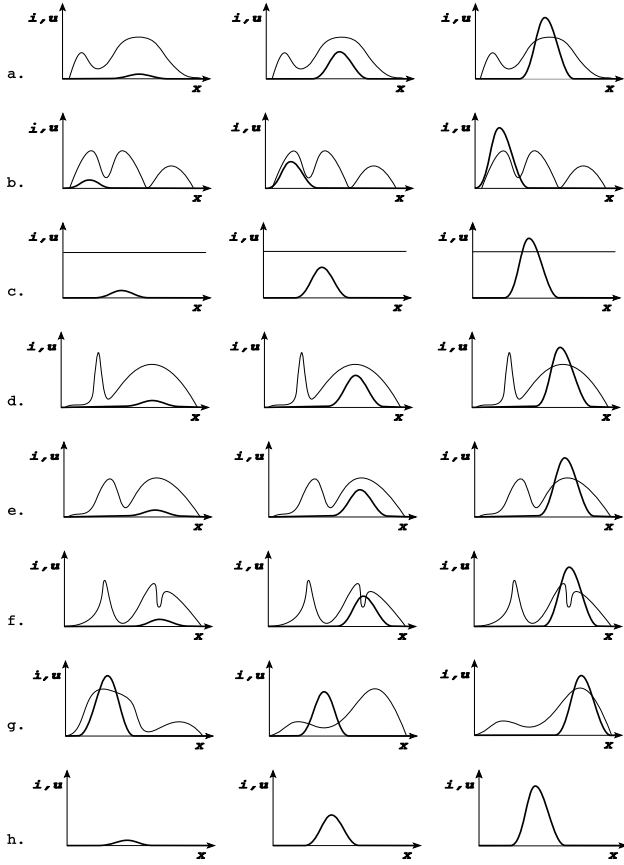 i,u i,u i,u
a. x x x
i,u i,u i,u
b. x x x
i,u i,u i,u
c. x x x
i,u i,u i,u
d. x x x
i,u i,u i,u
e. x x x
i,u i,u i,u
f. x x x
i,u i,u i,u
g. x x x
i,u i,u i,u
h. x x x